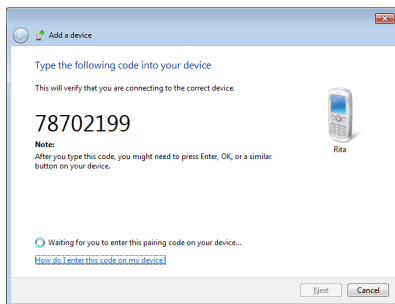 Add a device
Type the following code into your device
This will verify that you are connecting to the correct device.
78702199
Note:
After you type this code, you might need to press Enter, OK, or a similar
button on your device.
Rita
Waiting for you to enter this pairing code on your device...
How do I enter this code on my device?
Next
Cancel